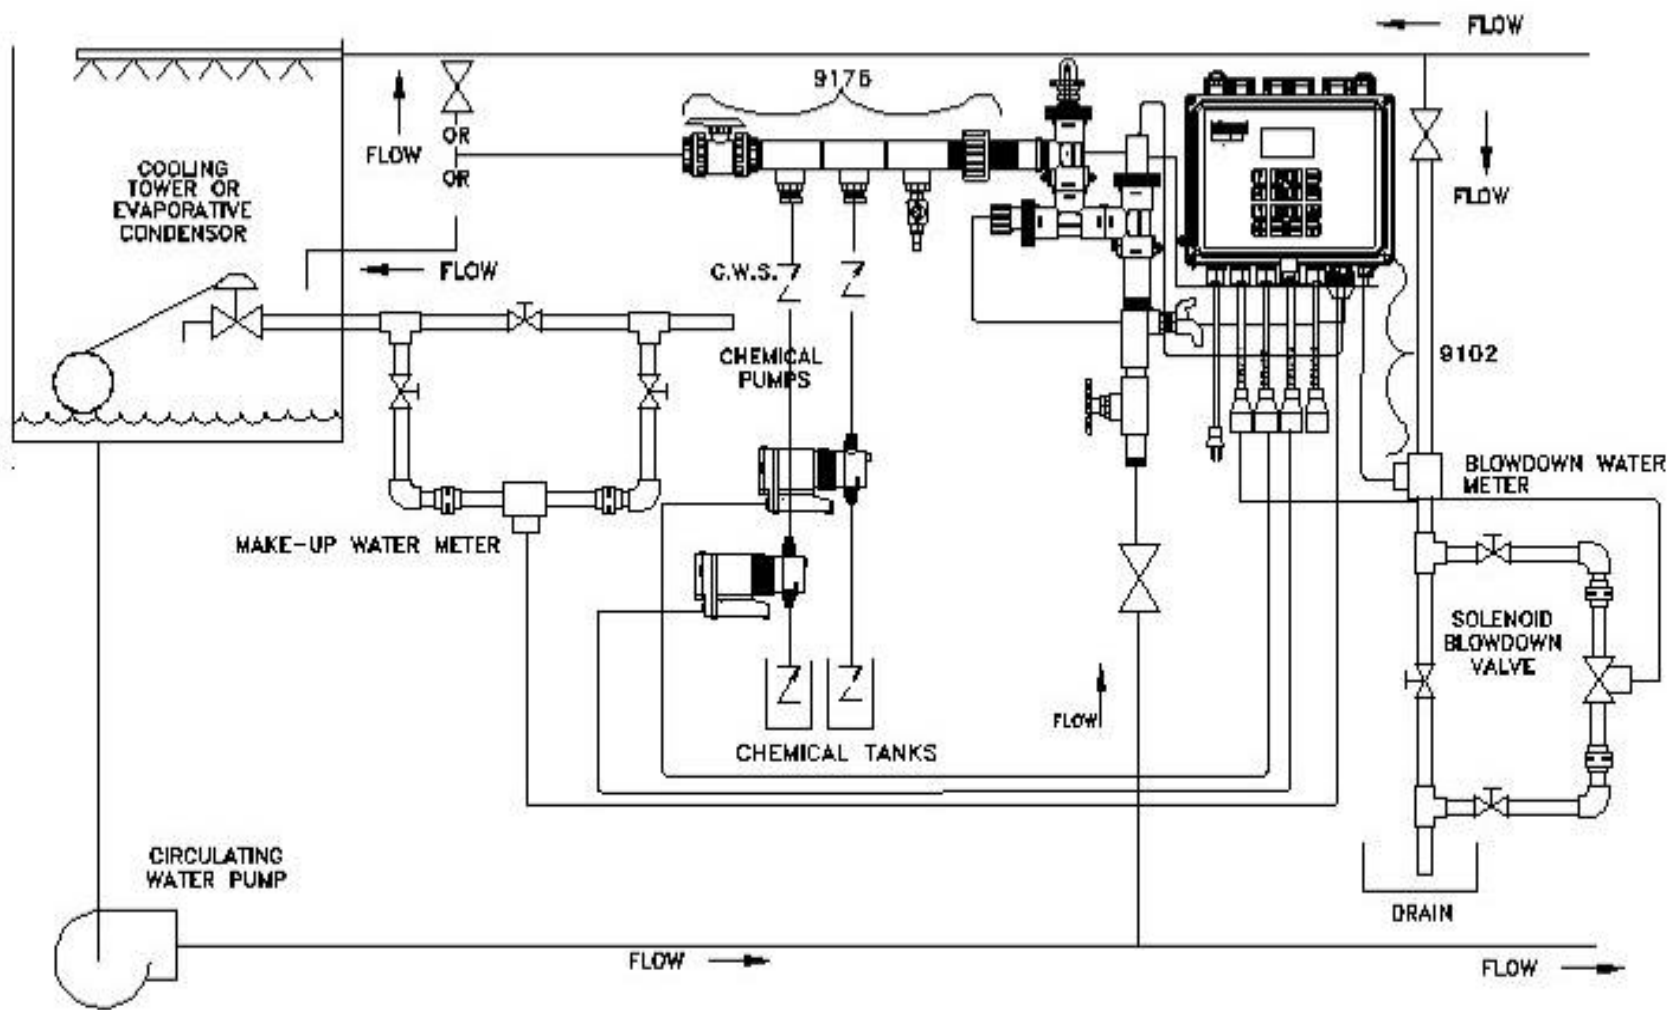 FLOW
9176
OR
FLOW
OR
COOLING
TOWER OR
EVAPORATIVE
CONDENSOR
FLOW
FLOW
C.W.S.
CHEMICAL
PUMPS
9102
BLOWDOWN WATER
METER
MAKE-UP WATER METER
SOLENOID
BLOWDOWN
VALVE
FLOW
CHEMICAL TANKS
CIRCULATING
WATER PUMP
DRAIN
FLOW
FLOW